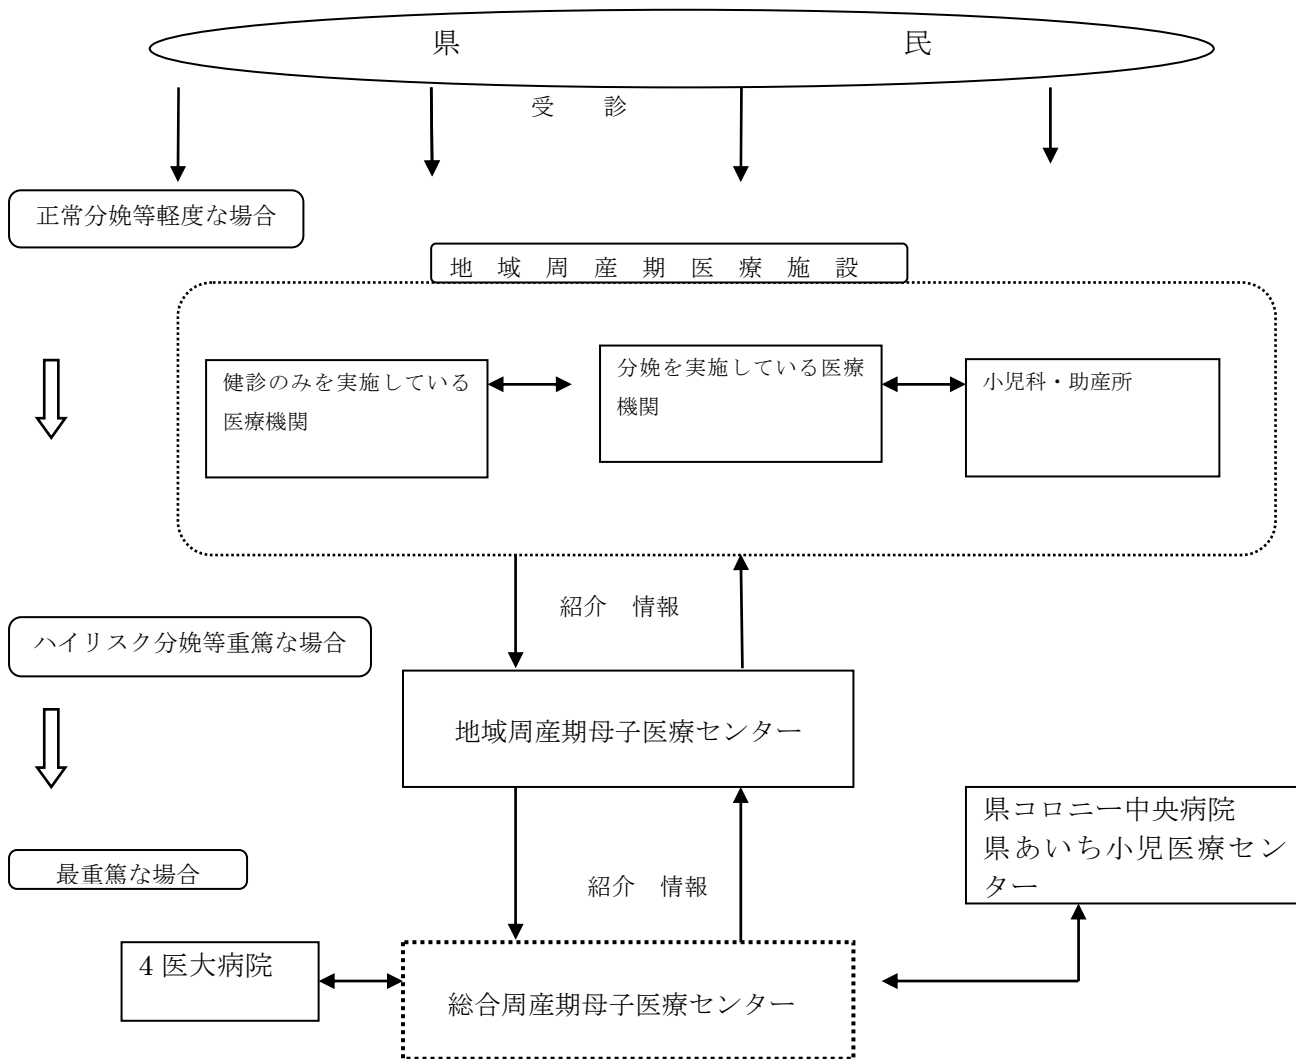 県　民
受　診
正常分娩等軽度な場合
地域周産期医療施設
健診のみを実施している
医療機関
分娩を実施している医療
機関
小児科・助産所
紹介　情報
ハイリスク分娩等重篤な場合
地域周産期母子医療センター
県コロニー中央病院
県あいち小児医療セン
ター
最重篤な場合
紹介　情報
４医大病院
総合周産期母子医療センター